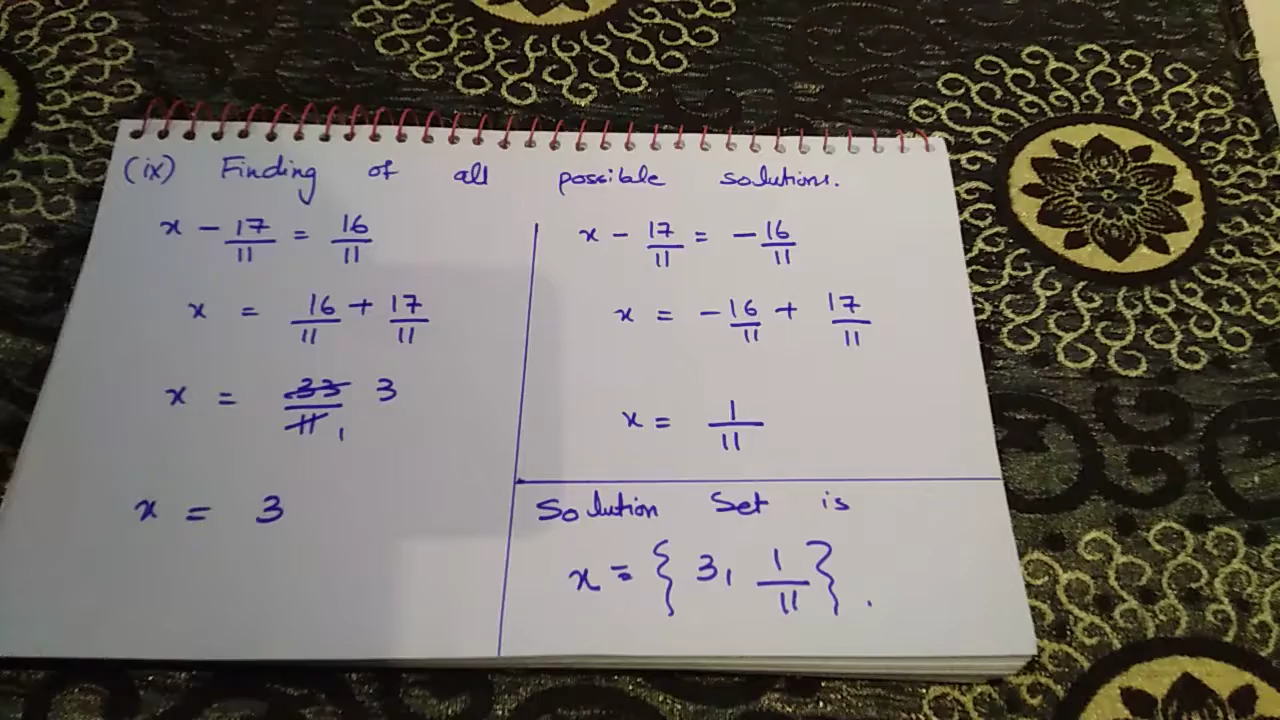 (ix) Finding of all possible solutions.
x - 17/11 = 16/11
x = 16/11 + 17/11
x = 33/11 3 1
x = 3
x - 17/11 = - 16/11
x = - 16/11 + 17/11
x = 1/11
Solution Set is
x = { 3, 1/11 }.